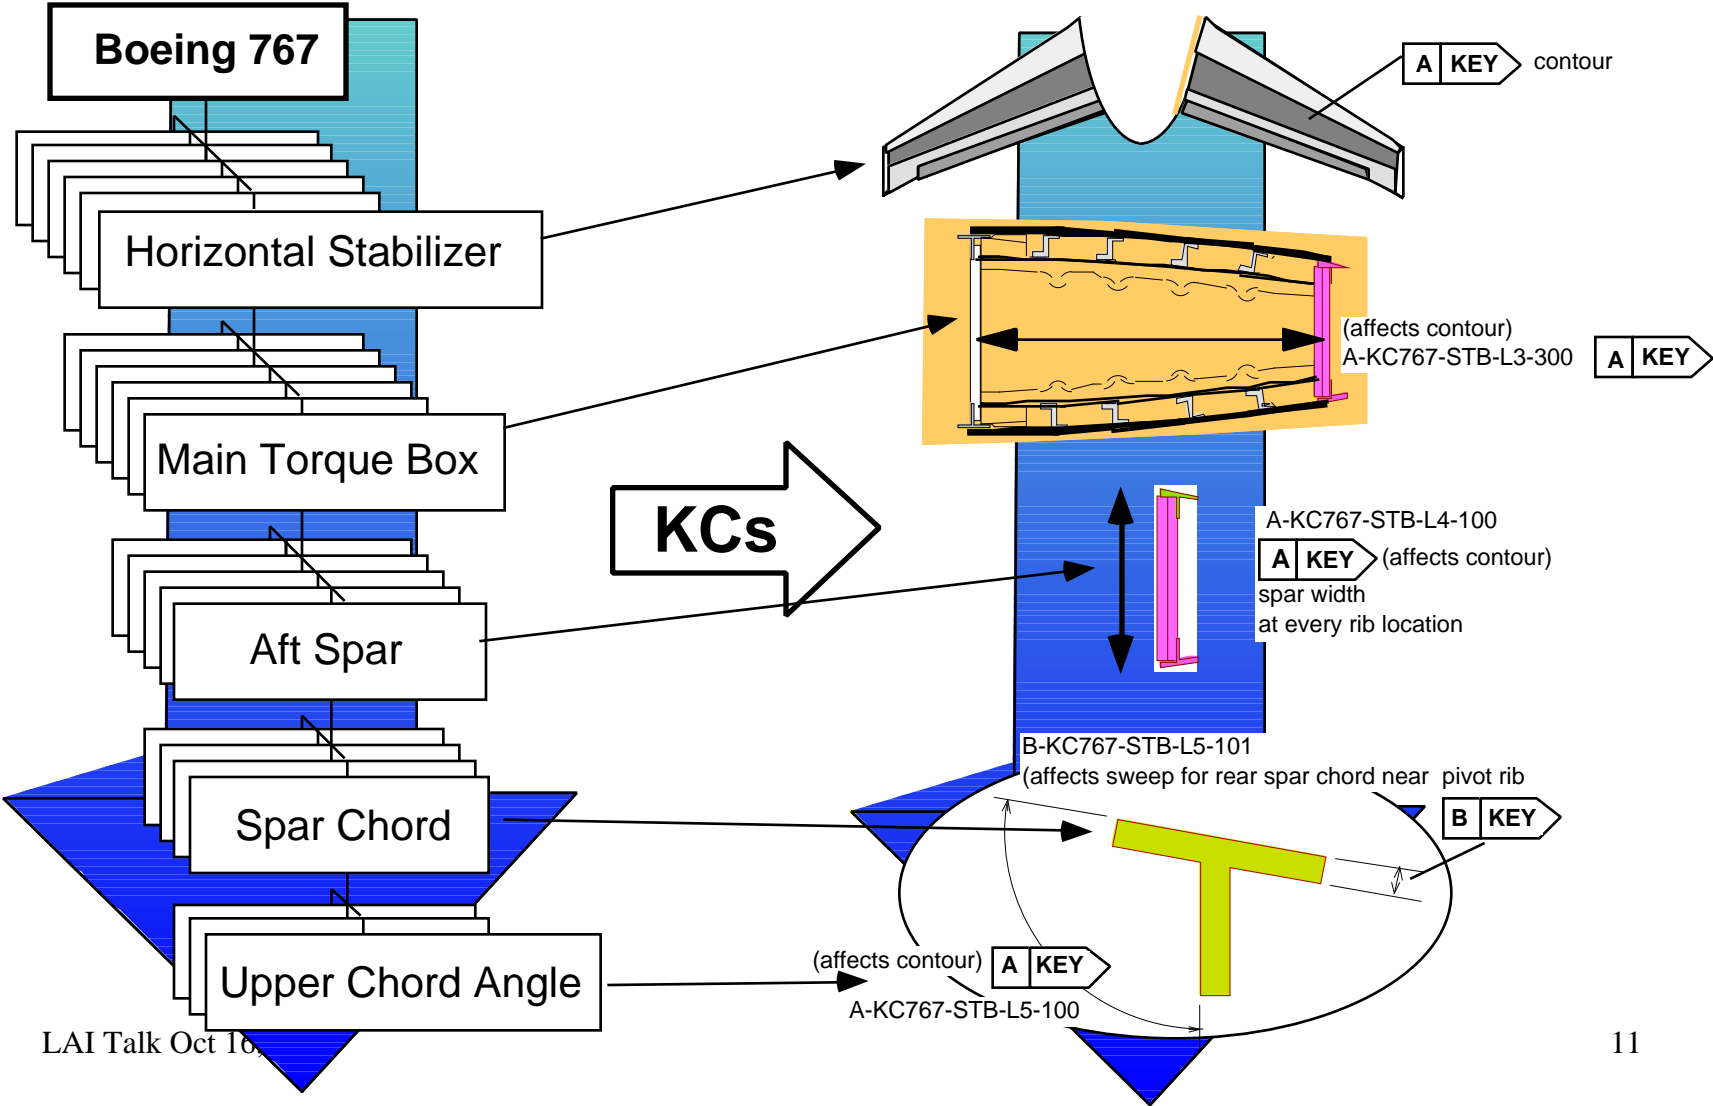 Boeing 767
Horizontal Stabilizer
Main Torque Box
Aft Spar
Spar Chord
Upper Chord Angle
KCs
A KEY contour
(affects contour)
A-KC767-STB-L3-300 A KEY
A-KC767-STB-L4-100
A KEY (affects contour)
spar width
at every rib location
B-KC767-STB-L5-101
(affects sweep for rear spar chord near pivot rib
B KEY
(affects contour) A KEY
A-KC767-STB-L5-100
LAI Talk Oct 16,
11